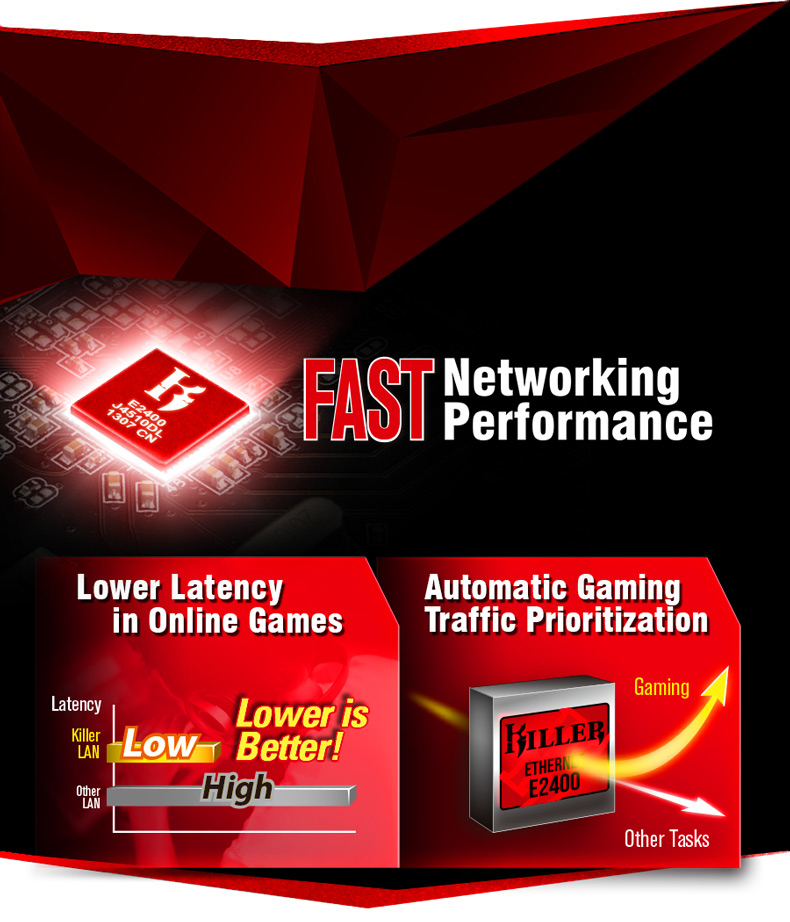 E2400
J4510DL
1307 CN
FAST Networking
Performance
Lower Latency
in Online Games
Latency
Killer
LAN
Low
Lower is
Better!
Other
LAN
High
Automatic Gaming
Traffic Prioritization
Gaming
KILLER
E2400
Other Tasks